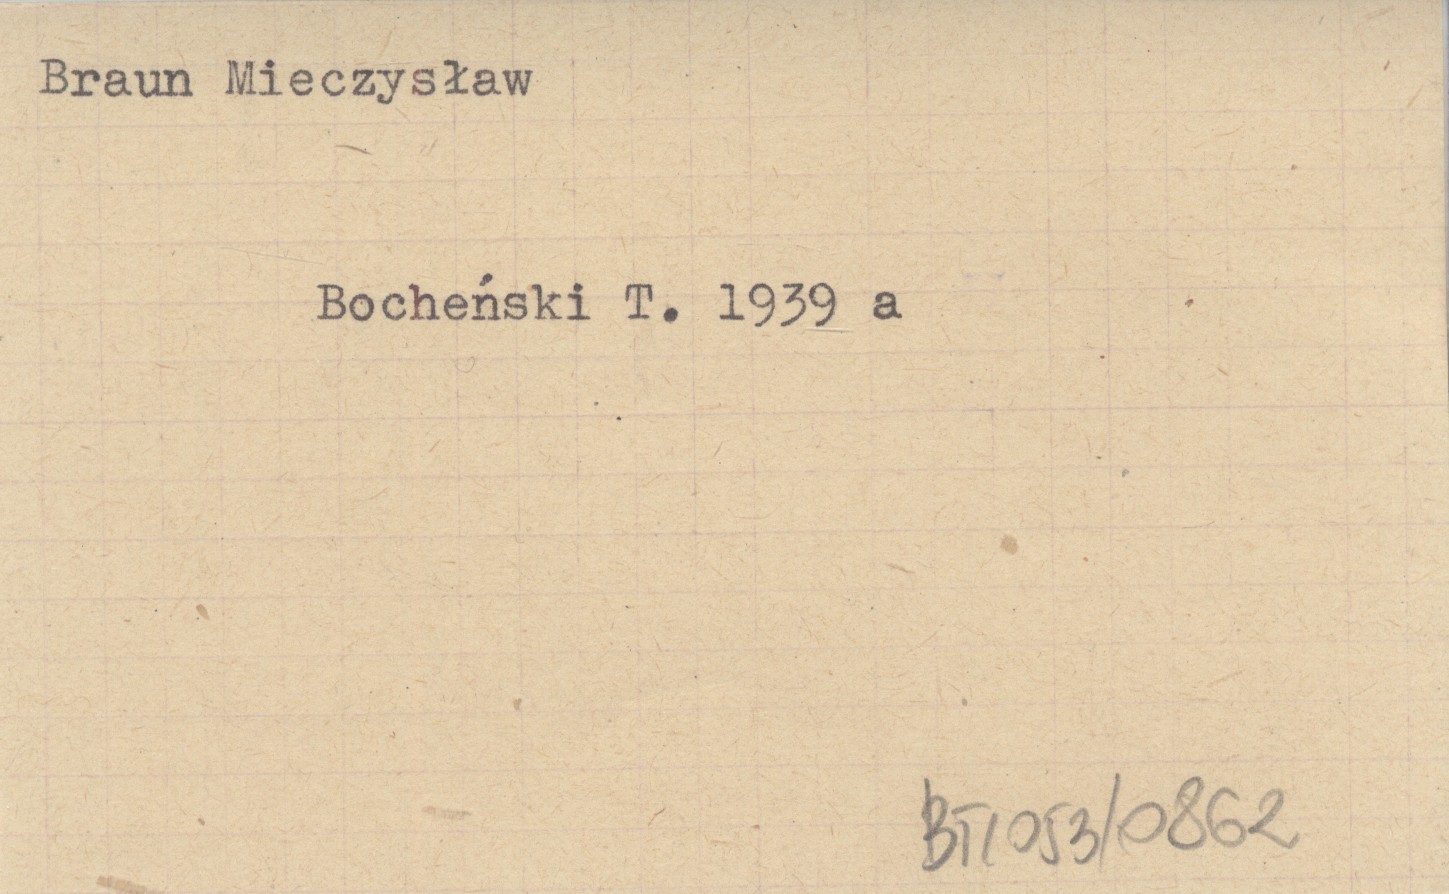 Braun Mieczysław
Bocheński T. 1939 a
BT1053/0862